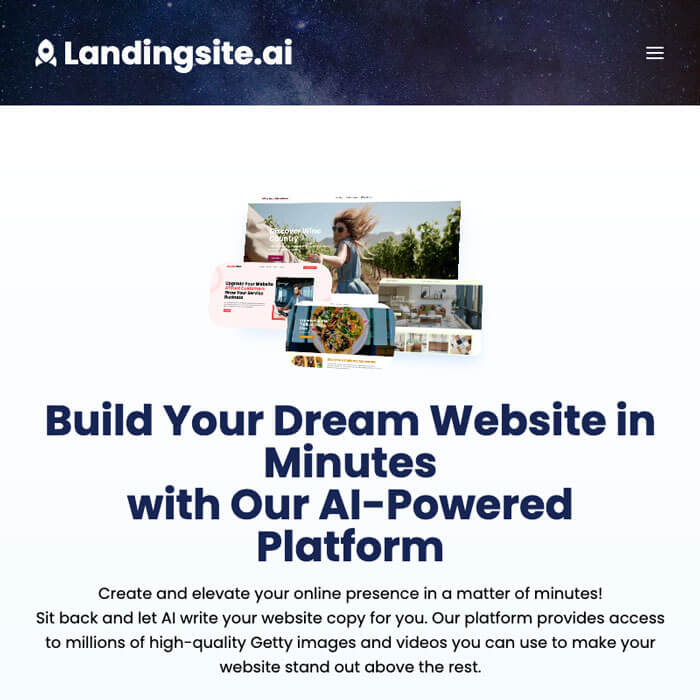 Landingsite.ai
Discover Wine
Country
Upgrade Your Website
Attract Customers
Grow Your Service
Business
Build Your Dream Website in
Minutes
with Our AI-Powered
Platform
Create and elevate your online presence in a matter of minutes!
Sit back and let AI write your website copy for you. Our platform provides access
to millions of high-quality Getty images and videos you can use to make your
website stand out above the rest.